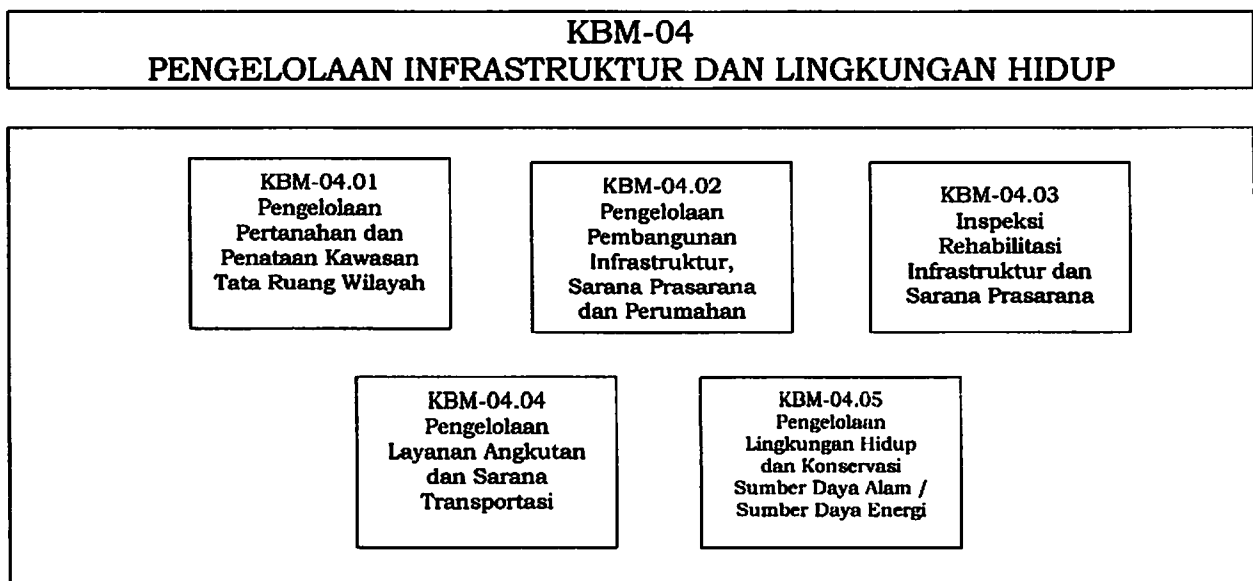 KBM-04
PENGELOLAAN INFRASTRUKTUR DAN LINGKUNGAN HIDUP
KBM-04.01
Pengelolaan
Pertanahan dan
Penataan Kawasan
Tata Ruang Wilayah
KBM-04.02
Pengelolaan
Pembangunan
Infrastruktur,
Sarana Prasarana
dan Perumahan
KBM-04.03
Inspeksi
Rehabilitasi
Infrastruktur dan
Sarana Prasarana
KBM-04.04
Pengelolaan
Layanan Angkutan
dan Sarana
Transportasi
KBM-04.05
Pengelolaan
Lingkungan Hidup
dan Konservasi
Sumber Daya Alam /
Sumber Daya Energi